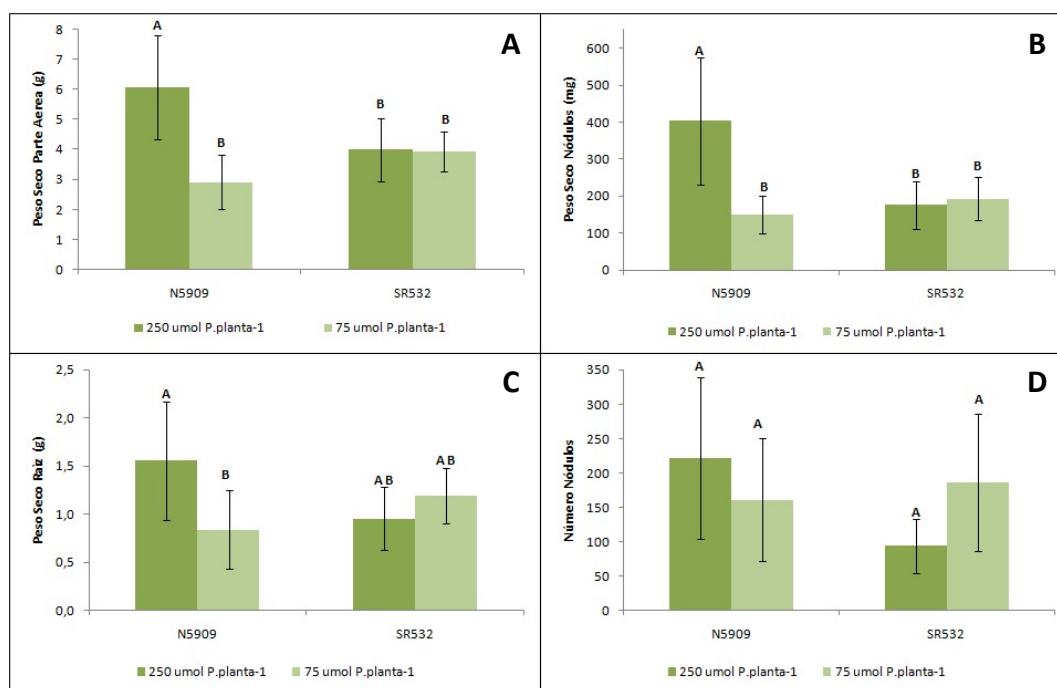 A
Peso Seco Parte Aerea (g)
8
7
6
5
4
3
2
1
0
A
B
B
B
N5909
SR532
250 umol P.planta-1
75 umol P.planta-1
B
Peso Seco Nódulos (mg)
600
500
400
300
200
100
0
A
B
B
B
N5909
SR532
250 umol P.planta-1
75 umol P.planta-1
C
Peso Seco Raiz (g)
2,5
2,0
1,5
1,0
0,5
0,0
A
B
AB
AB
N5909
SR532
250 umol P.planta-1
75 umol P.planta-1
D
Número Nódulos
350
300
250
200
150
100
50
0
A
A
A
A
N5909
SR532
250 umol P.planta-1
75 umol P.planta-1